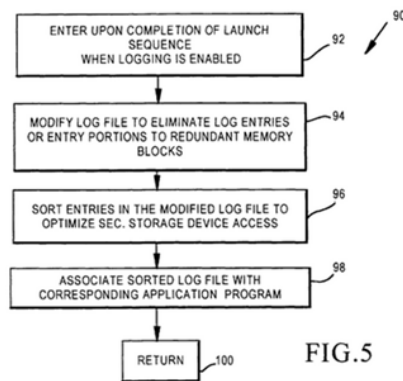 90
ENTER UPON COMPLETION OF LAUNCH
SEQUENCE
WHEN LOGGING IS ENABLED
92
MODIFY LOG FILE TO ELIMINATE LOG ENTRIES
OR ENTRY PORTIONS TO REDUNDANT MEMORY
BLOCKS
94
SORT ENTRIES IN THE MODIFIED LOG FILE TO
OPTIMIZE SEC. STORAGE DEVICE ACCESS
96
ASSOCIATE SORTED LOG FILE WITH
CORRESPONDING APPLICATION PROGRAM
98
RETURN
100
FIG.5